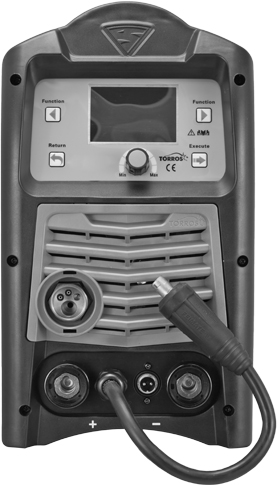 Function
Function
Return
Execute
Min
Max
TORROS
CE
+
−